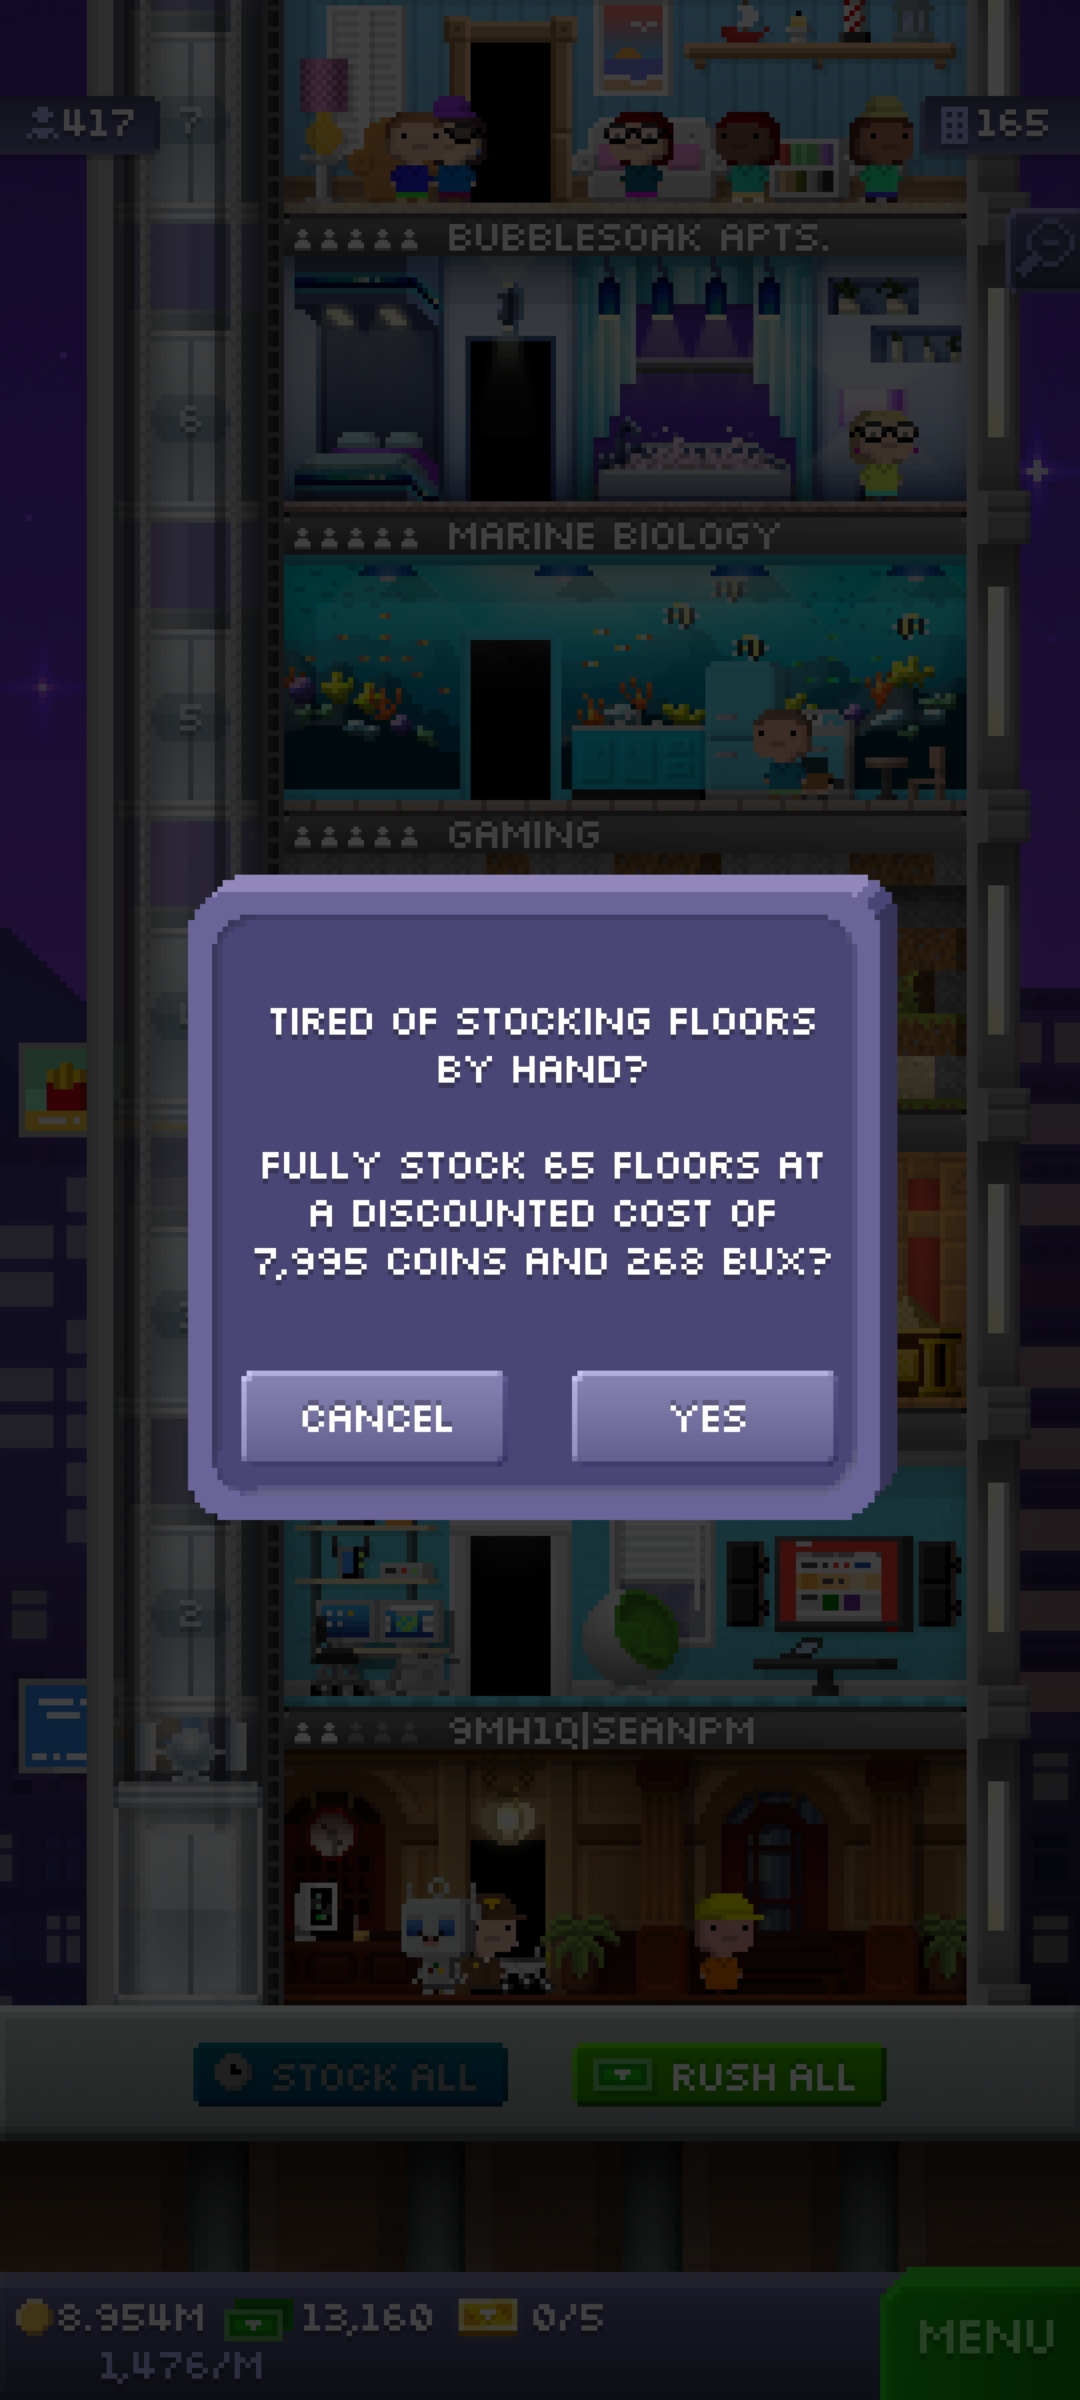 417
7
165
BUBBLESOAK APTS.
6
MARINE BIOLOGY
5
GAMING
TIRED OF STOCKING FLOORS
BY HAND?
FULLY STOCK 65 FLOORS AT
A DISCOUNTED COST OF
7,995 COINS AND 268 BUX?
CANCEL
YES
2
9MH1Q|SEANPM
STOCK ALL
RUSH ALL
8.954M
13,160
0/5
1,476/M
MENU